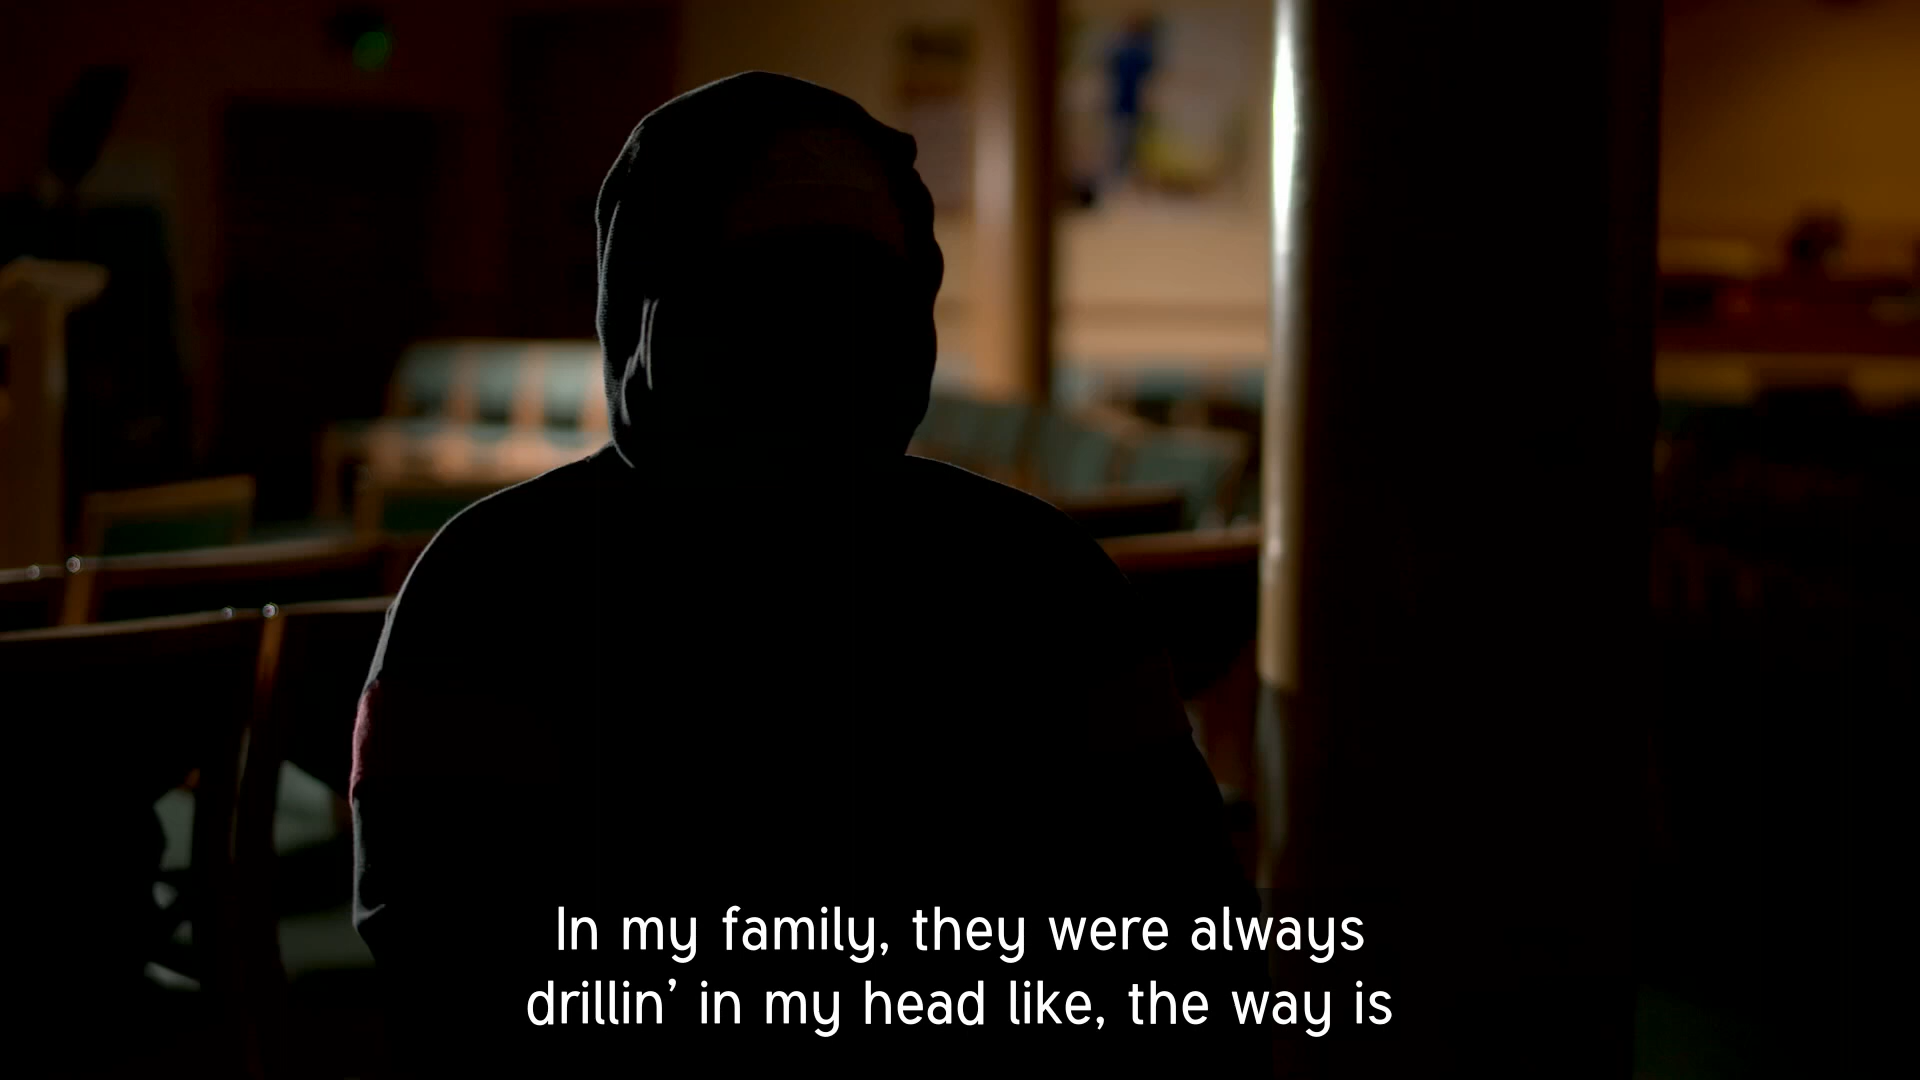 In my family, they were always
drillin’ in my head like, the way is